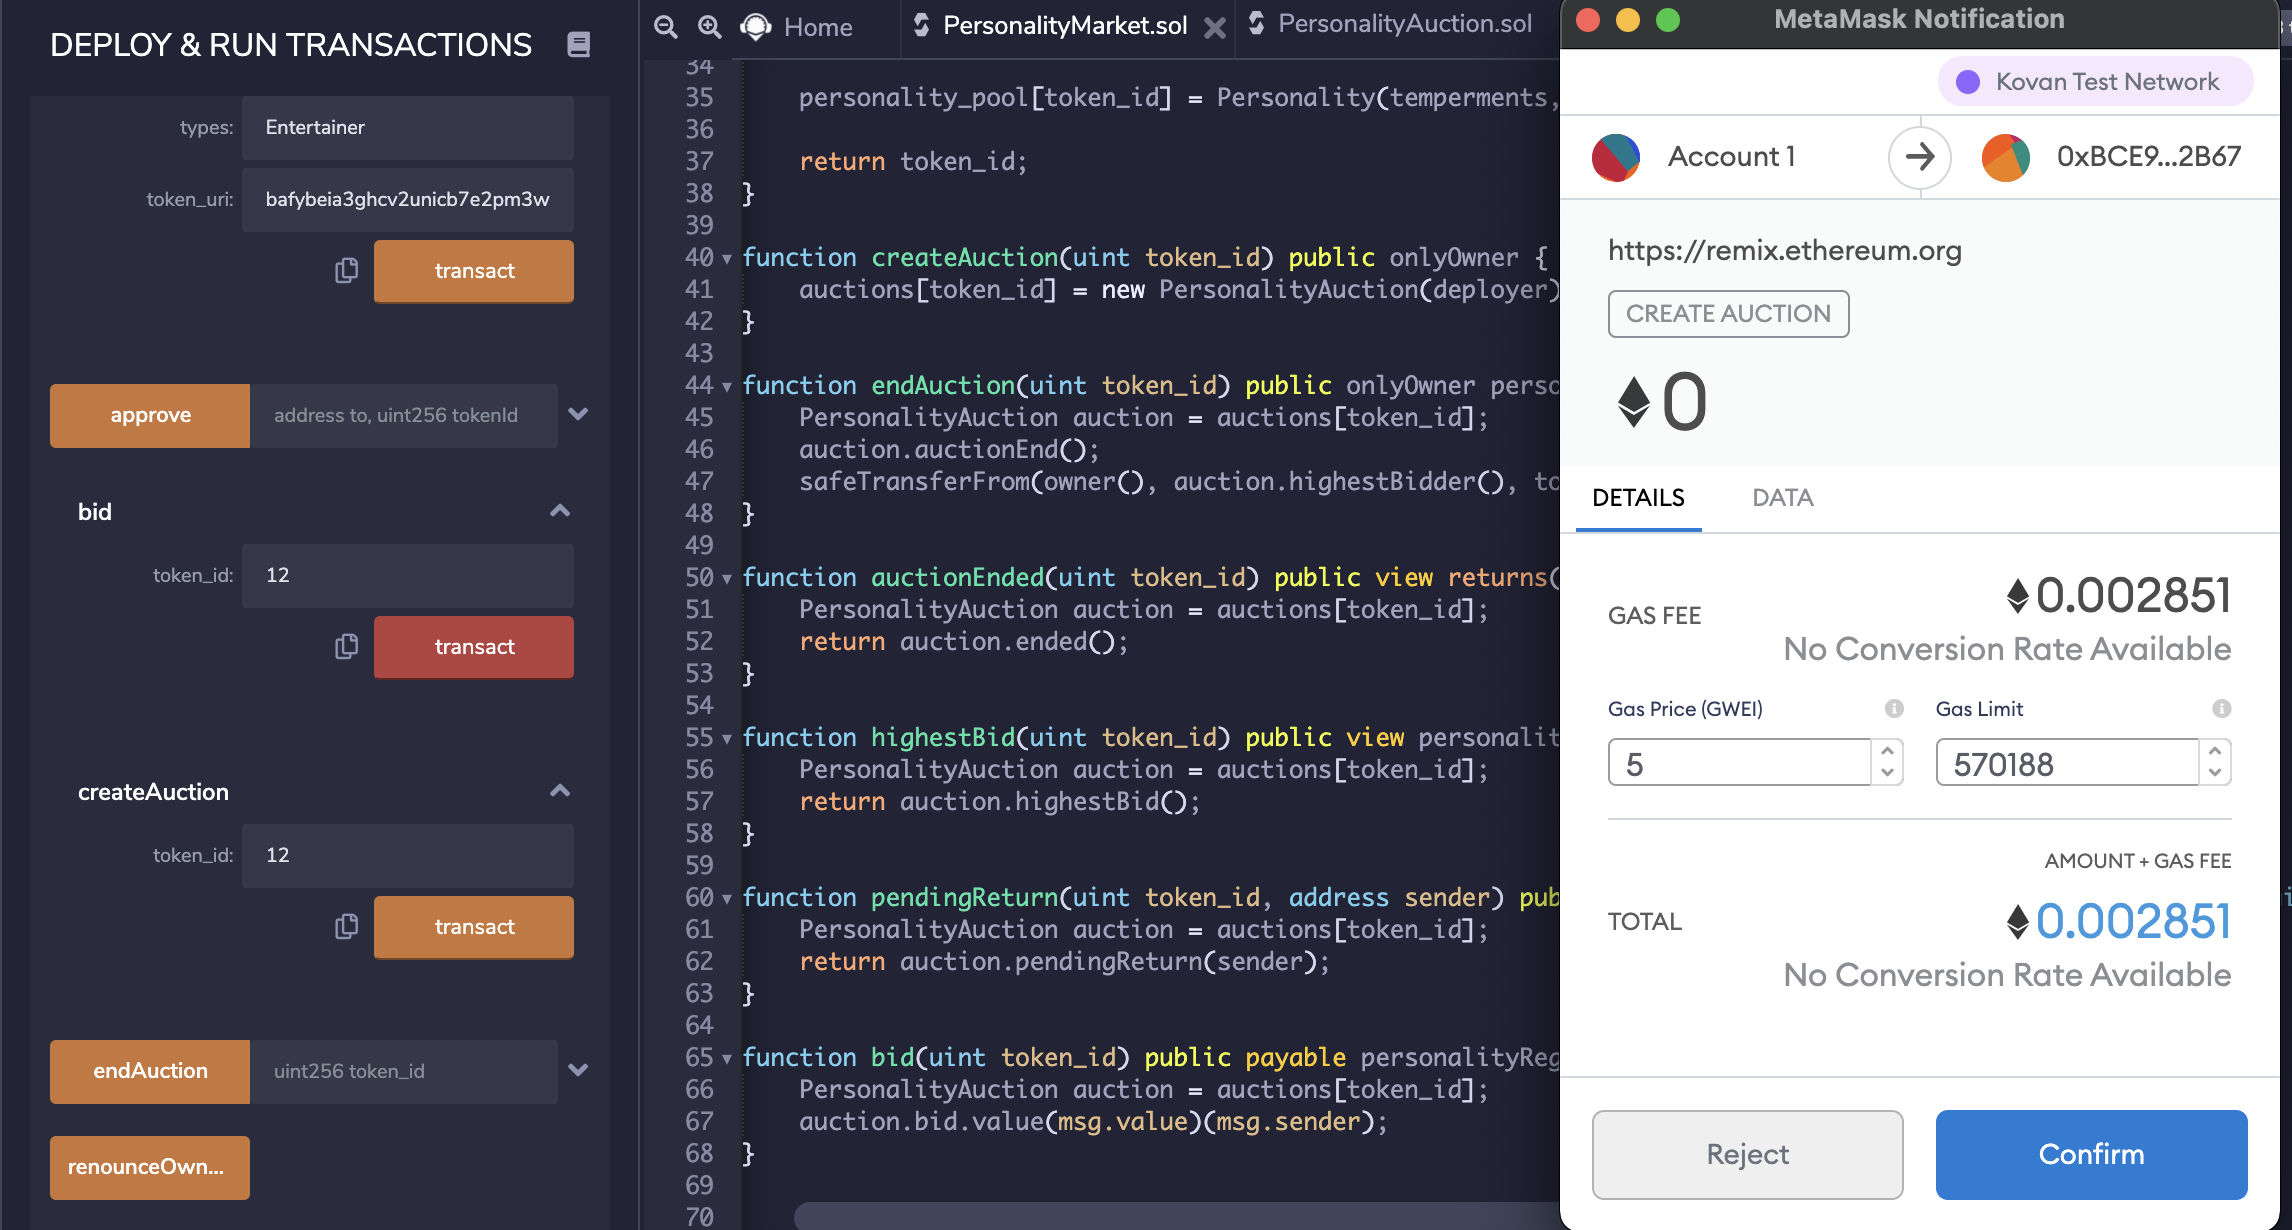 DEPLOY & RUN TRANSACTIONS
types: Entertainer
token_uri: bafybeia3ghcv2unicb7e2pm3w
transact
approve address to, uint256 tokenId
bid
token_id: 12
transact
createAuction
token_id: 12
transact
endAuction uint256 token_id
renounceOwn...
Home PersonalityMarket.sol PersonalityAuction.sol
34
35 personality_pool[token_id] = Personality(temperments,
36
37 return token_id;
38 }
39
40 function createAuction(uint token_id) public onlyOwner {
41 auctions[token_id] = new PersonalityAuction(deployer)
42 }
43
44 function endAuction(uint token_id) public onlyOwner perso
45 PersonalityAuction auction = auctions[token_id];
46 auction.auctionEnd();
47 safeTransferFrom(owner(), auction.highestBidder(), to
48 }
49
50 function auctionEnded(uint token_id) public view returns(
51 PersonalityAuction auction = auctions[token_id];
52 return auction.ended();
53 }
54
55 function highestBid(uint token_id) public view personalit
56 PersonalityAuction auction = auctions[token_id];
57 return auction.highestBid();
58 }
59
60 function pendingReturn(uint token_id, address sender) pub
61 PersonalityAuction auction = auctions[token_id];
62 return auction.pendingReturn(sender);
63 }
64
65 function bid(uint token_id) public payable personalityReg
66 PersonalityAuction auction = auctions[token_id];
67 auction.bid.value(msg.value)(msg.sender);
68 }
69
70
MetaMask Notification
Kovan Test Network
Account 1 0xBCE9...2B67
https://remix.ethereum.org
CREATE AUCTION
0
DETAILS DATA
GAS FEE 0.002851
No Conversion Rate Available
Gas Price (GWEI) Gas Limit
5 570188
AMOUNT + GAS FEE
TOTAL 0.002851
No Conversion Rate Available
Reject Confirm